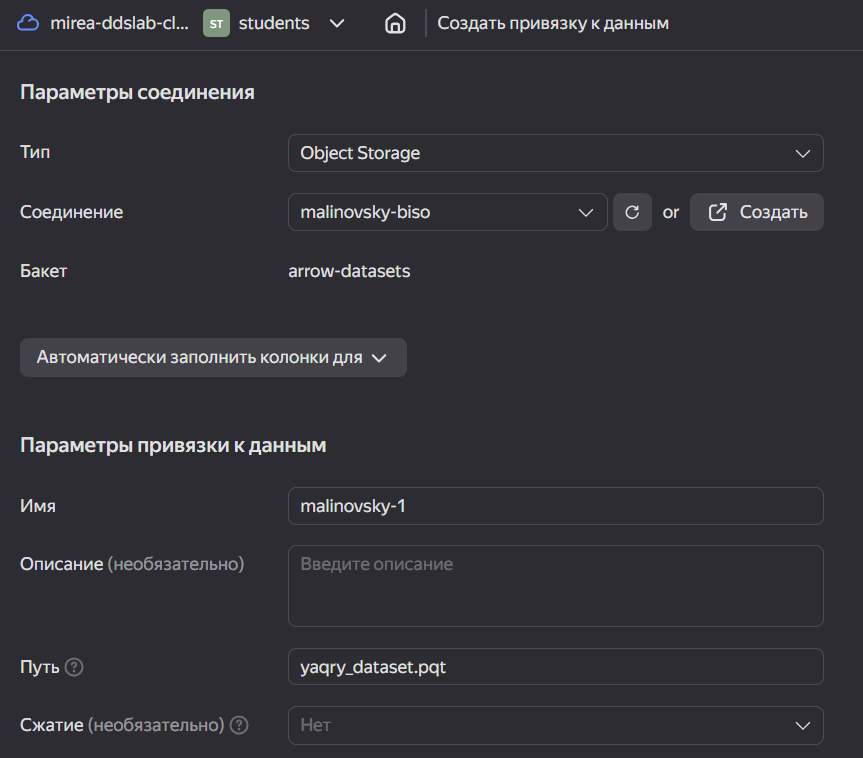 mirea-ddslab-cl... ST students Создать привязку к данным
Параметры соединения
Тип Object Storage
Соединение malinovsky-biso or Создать
Бакет arrow-datasets
Автоматически заполнить колонки для
Параметры привязки к данным
Имя malinovsky-1
Описание (необязательно) Введите описание
Путь ? yaqry_dataset.pqt
Сжатие (необязательно) ? Нет